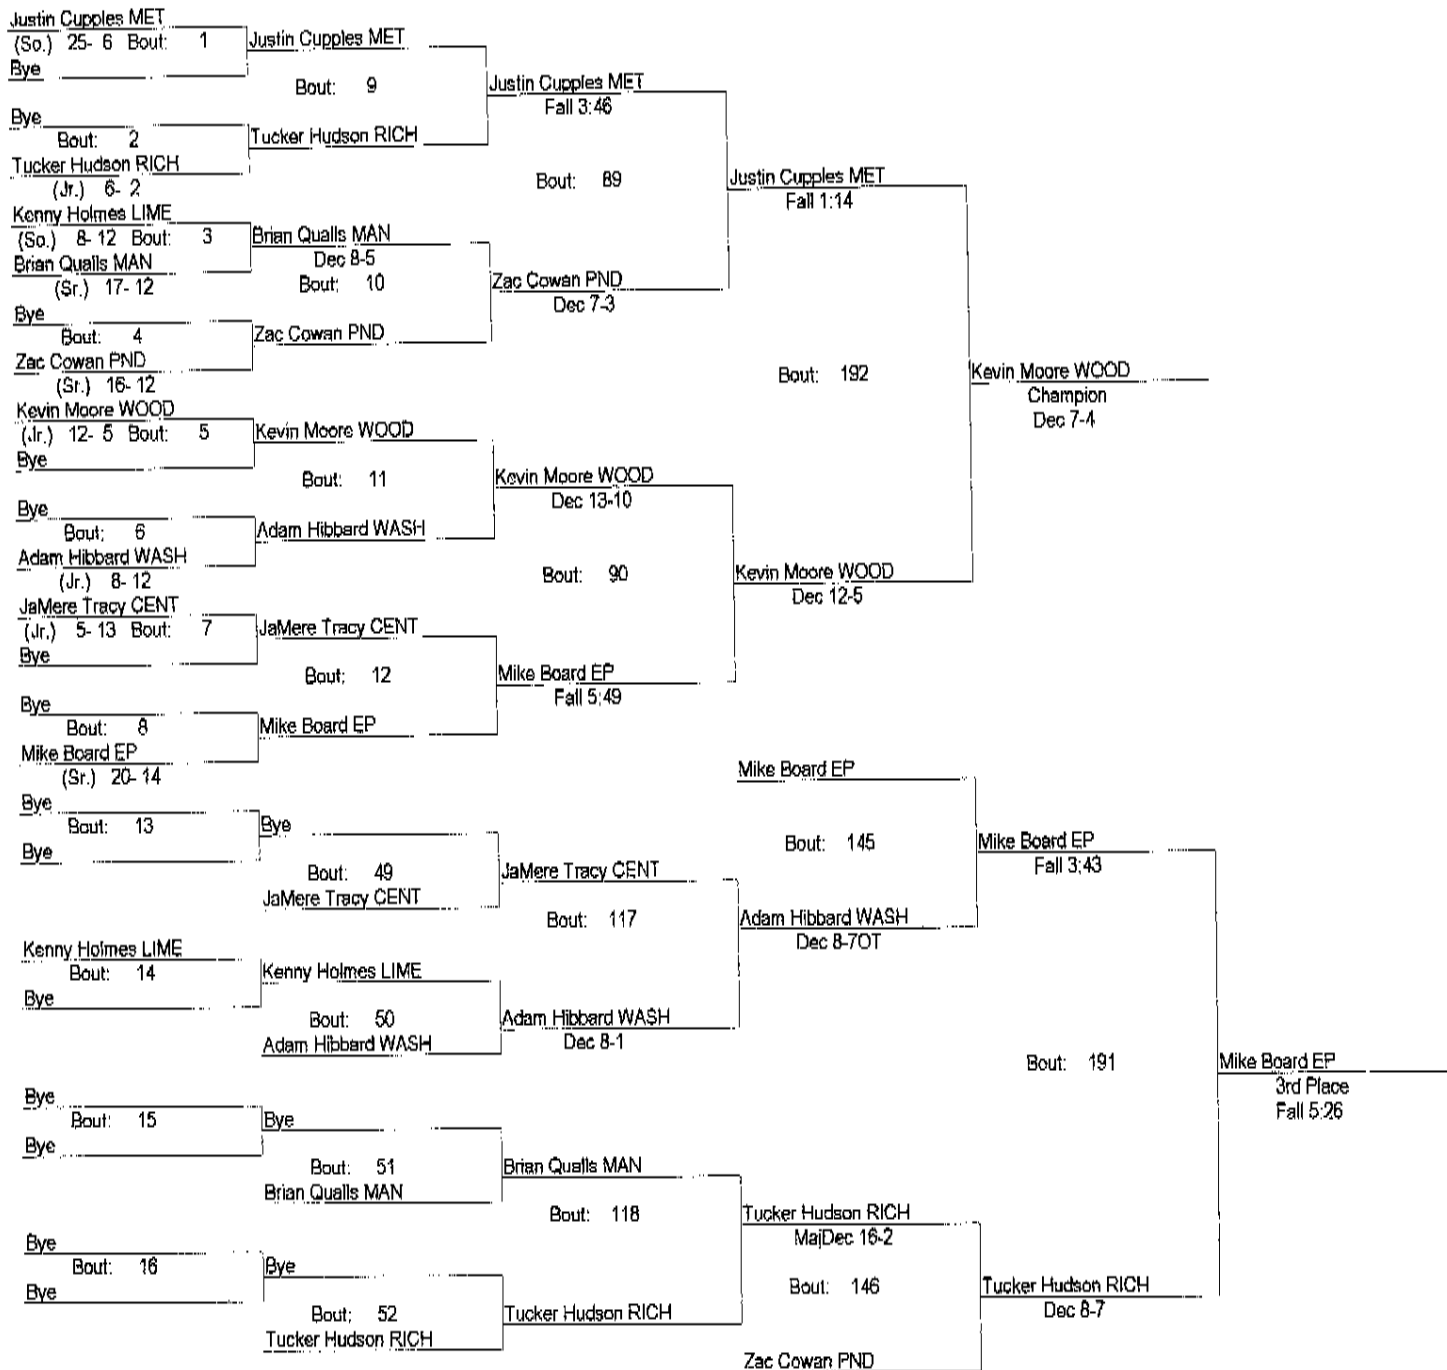 Justin Cupples MET
(So.) 25- 6 Bout: 1
Justin Cupples MET
Bye
Bout: 9
Justin Cupples MET
Fall 3:46
Bye
Bout: 2
Tucker Hudson RICH
Tucker Hudson RICH
(Jr.) 6- 2
Bout: 89
Justin Cupples MET
Fall 1:14
Kenny Holmes LIME
(So.) 8- 12 Bout: 3
Brian Qualls MAN
Dec 8-5
Brian Qualls MAN
(Sr.) 17- 12
Bout: 10
Zac Cowan PND
Dec 7-3
Bye
Bout: 4
Zac Cowan PND
Zac Cowan PND
(Sr.) 16- 12
Bout: 192
Kevin Moore WOOD
Champion
Dec 7-4
Kevin Moore WOOD
(Jr.) 12- 5 Bout: 5
Kevin Moore WOOD
Bye
Bout: 11
Kevin Moore WOOD
Dec 13-10
Bye
Bout: 6
Adam Hibbard WASH
Adam Hibbard WASH
(Jr.) 8- 12
Bout: 90
Kevin Moore WOOD
Dec 12-5
JaMere Tracy CENT
(Jr.) 5- 13 Bout: 7
JaMere Tracy CENT
Bye
Bout: 12
Mike Board EP
Fall 5:49
Bye
Bout: 8
Mike Board EP
Mike Board EP
(Sr.) 20- 14
Mike Board EP
Bye
Bout: 13
Bye
Bye
Bout: 145
Mike Board EP
Fall 3:43
Bout: 49
JaMere Tracy CENT
JaMere Tracy CENT
Bout: 117
Adam Hibbard WASH
Dec 8-7OT
Kenny Holmes LIME
Bout: 14
Kenny Holmes LIME
Bye
Bout: 50
Adam Hibbard WASH
Dec 8-1
Adam Hibbard WASH
Bout: 191
Mike Board EP
3rd Place
Fall 5:26
Bye
Bout: 15
Bye
Bye
Bout: 51
Brian Qualls MAN
Brian Qualls MAN
Bout: 118
Tucker Hudson RICH
MajDec 16-2
Bye
Bout: 16
Bye
Bye
Bout: 146
Tucker Hudson RICH
Dec 8-7
Bout: 52
Tucker Hudson RICH
Tucker Hudson RICH
Zac Cowan PND